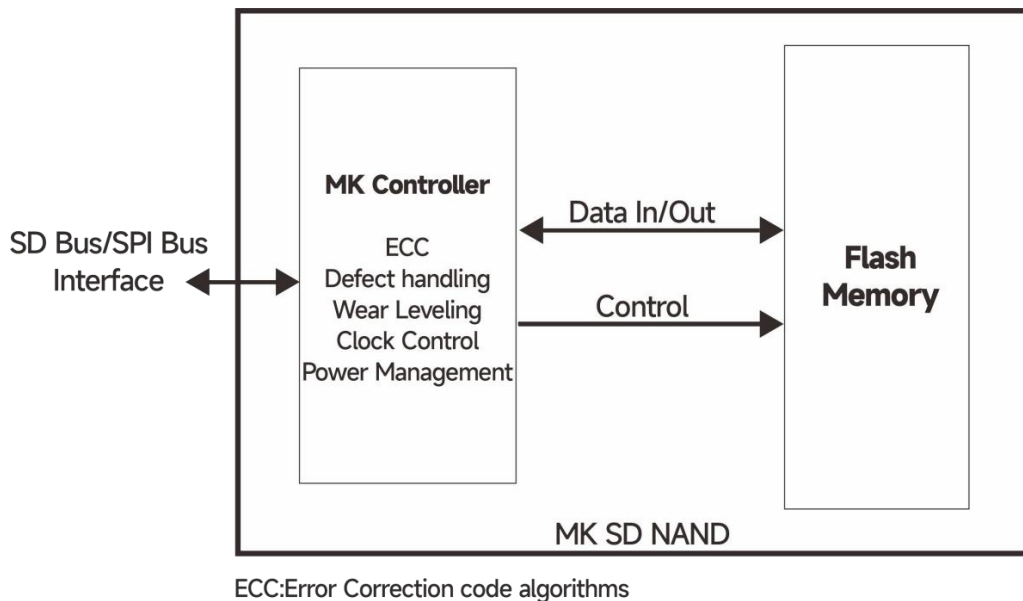 MK Controller
ECC
Defect handling
Wear Leveling
Clock Control
Power Management
SD Bus/SPI Bus
Interface
Data In/Out
Control
Flash
Memory
MK SD NAND
ECC:Error Correction code algorithms